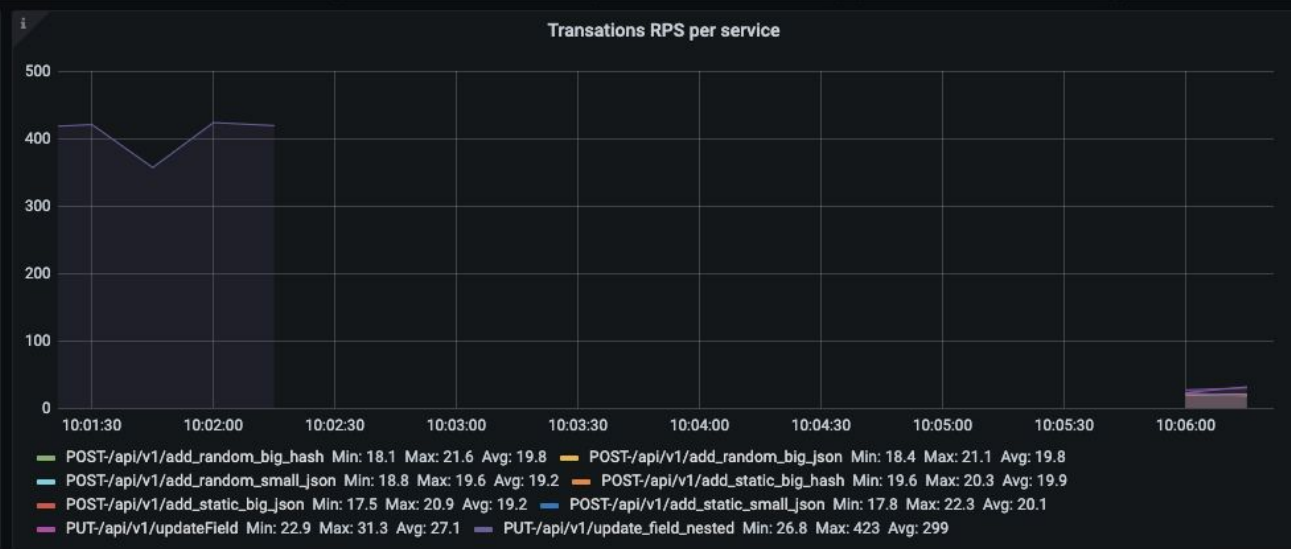 i
Transations RPS per service
500
400
300
200
100
0
10:01:30 10:02:00 10:02:30 10:03:00 10:03:30 10:04:00 10:04:30 10:05:00 10:05:30 10:06:00
POST-/api/v1/add_random_big_hash Min: 18.1 Max: 21.6 Avg: 19.8 POST-/api/v1/add_random_big_json Min: 18.4 Max: 21.1 Avg: 19.8
POST-/api/v1/add_random_small_json Min: 18.8 Max: 19.6 Avg: 19.2 POST-/api/v1/add_static_big_hash Min: 19.6 Max: 20.3 Avg: 19.9
POST-/api/v1/add_static_big_json Min: 17.5 Max: 20.9 Avg: 19.2 POST-/api/v1/add_static_small_json Min: 17.8 Max: 22.3 Avg: 20.1
PUT-/api/v1/updateField Min: 22.9 Max: 31.3 Avg: 27.1 PUT-/api/v1/update_field_nested Min: 26.8 Max: 423 Avg: 299